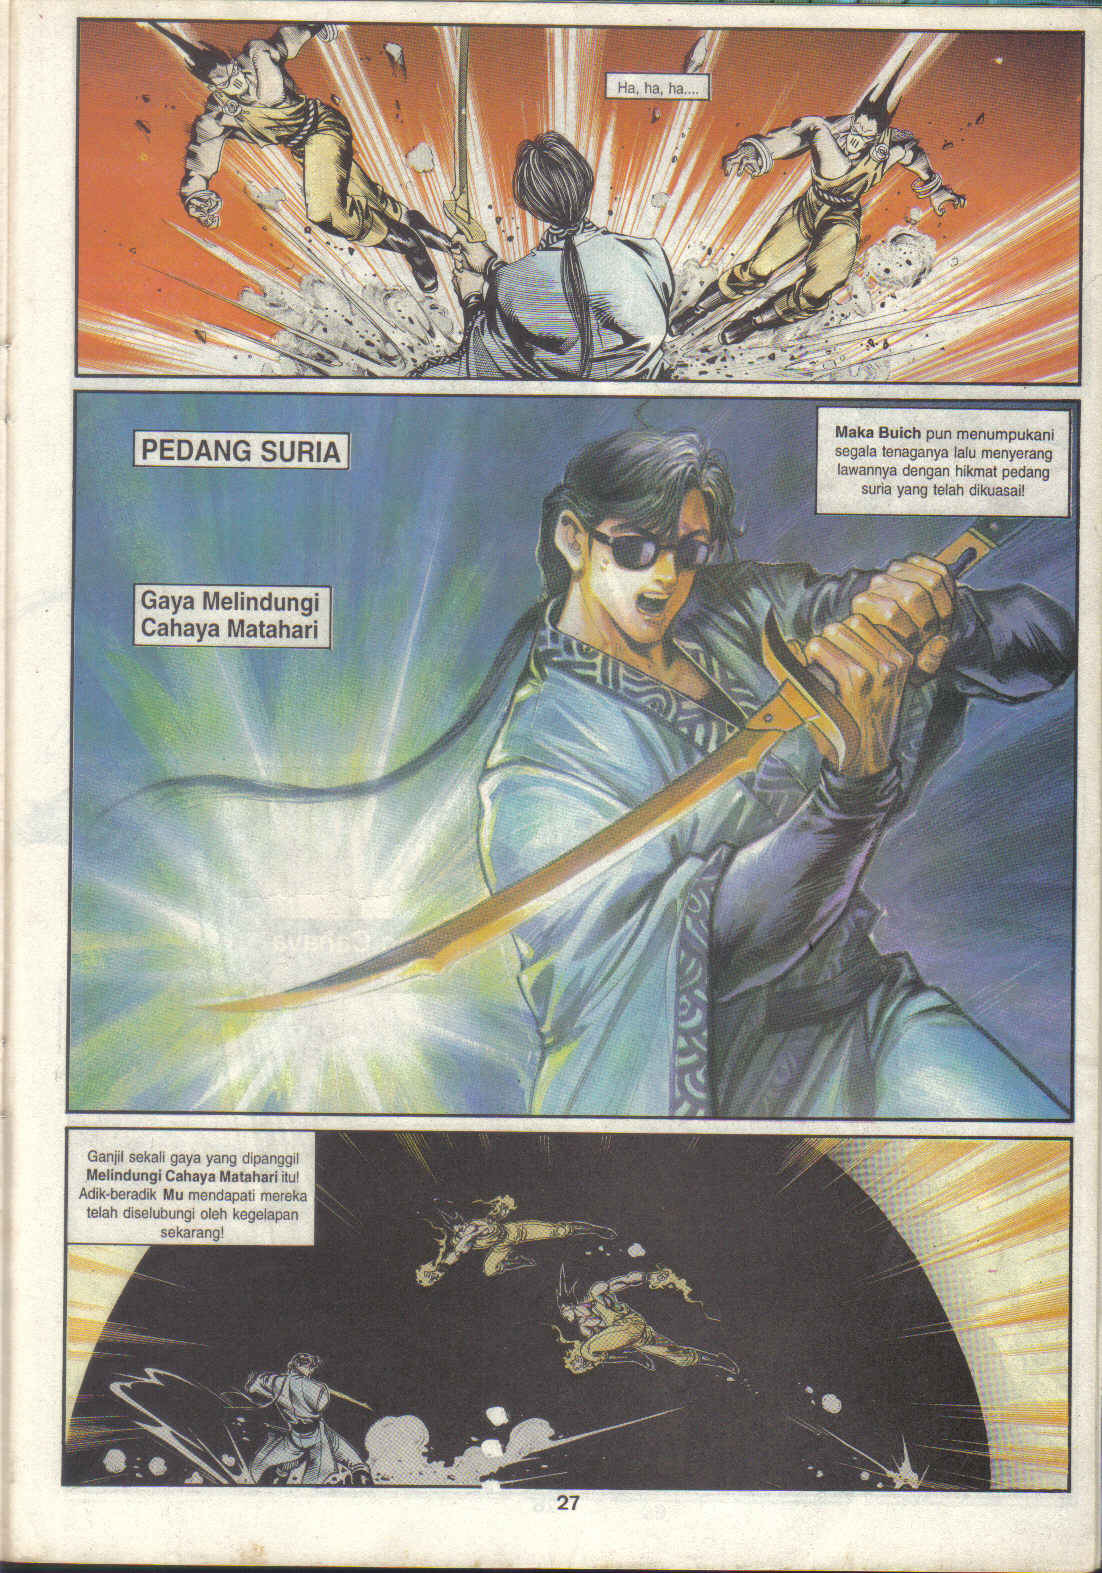 Ha, ha, ha....
PEDANG SURIA
Maka Buich pun menumpukani
segala tenaganya lalu menyerang
lawannya dengan hikmat pedang
suria yang telah dikuasai!
Gaya Melindungi
Cahaya Matahari
Ganjil sekali gaya yang dipanggil
Melindungi Cahaya Matahari itu!
Adik-beradik Mu mendapati mereka
telah diselubungi oleh kegelapan
sekarang!
27